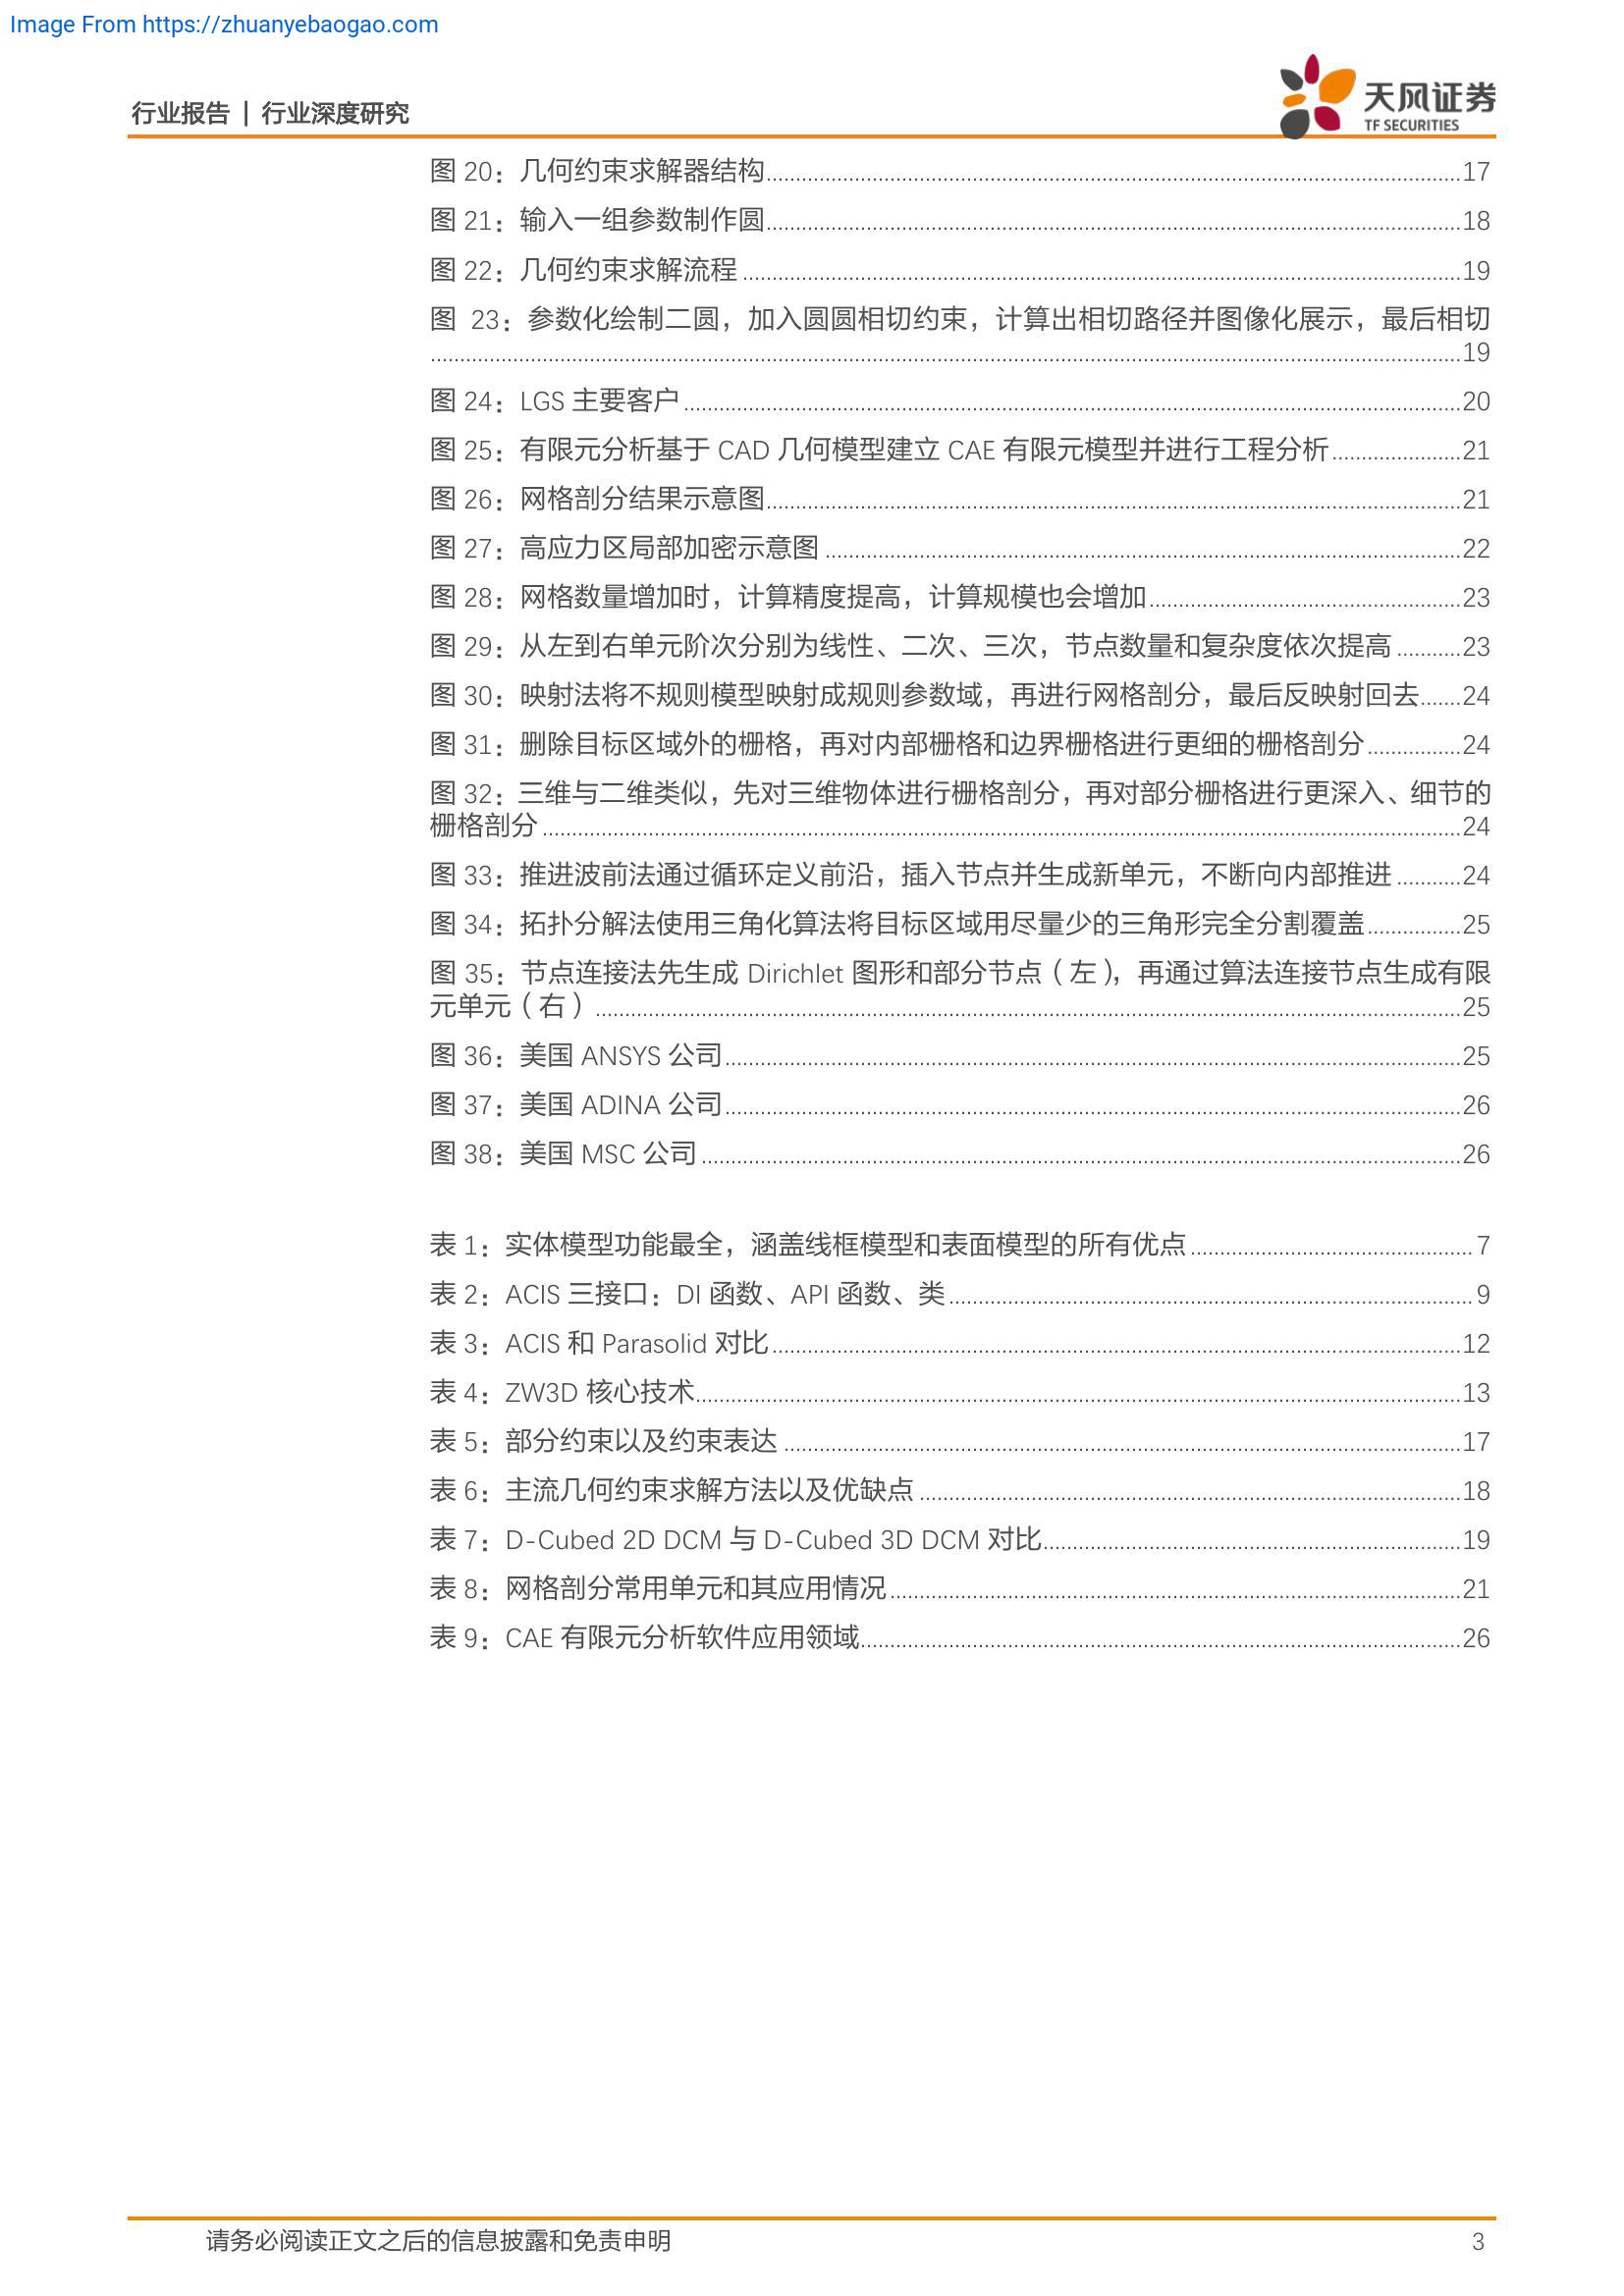 Image From https://zhuanyebaogao.com
行业报告 | 行业深度研究
天风证券
TF SECURITIES
图 20：几何约束求解器结构....................17
图 21：输入一组参数制作圆....................18
图 22：几何约束求解流程....................19
图 23：参数化绘制二圆，加入圆圆相切约束，计算出相切路径并图像化展示，最后相切
....................19
图 24：LGS 主要客户....................20
图 25：有限元分析基于 CAD 几何模型建立 CAE 有限元模型并进行工程分析....................21
图 26：网格剖分结果示意图....................21
图 27：高应力区局部加密示意图....................22
图 28：网格数量增加时，计算精度提高，计算规模也会增加....................23
图 29：从左到右单元阶次分别为线性、二次、三次，节点数量和复杂度依次提高...........23
图 30：映射法将不规则模型映射成规则参数域，再进行网格剖分，最后反映射回去.......24
图 31：删除目标区域外的栅格，再对内部栅格和边界栅格进行更细的栅格剖分................24
图 32：三维与二维类似，先对三维物体进行栅格剖分，再对部分栅格进行更深入、细节的
栅格剖分....................24
图 33：推进波前法通过循环定义前沿，插入节点并生成新单元，不断向内部推进...........24
图 34：拓扑分解法使用三角化算法将目标区域用尽量少的三角形完全分割覆盖................25
图 35：节点连接法先生成 Dirichlet 图形和部分节点（左），再通过算法连接节点生成有限
元单元（右）....................25
图 36：美国 ANSYS 公司....................25
图 37：美国 ADINA 公司....................26
图 38：美国 MSC 公司....................26
表 1：实体模型功能最全，涵盖线框模型和表面模型的所有优点....................7
表 2：ACIS 三接口：DI 函数、API 函数、类....................9
表 3：ACIS 和 Parasolid 对比....................12
表 4：ZW3D 核心技术....................13
表 5：部分约束以及约束表达....................17
表 6：主流几何约束求解方法以及优缺点....................18
表 7：D-Cubed 2D DCM 与 D-Cubed 3D DCM 对比....................19
表 8：网格剖分常用单元和其应用情况....................21
表 9：CAE 有限元分析软件应用领域....................26
请务必阅读正文之后的信息披露和免责申明 3